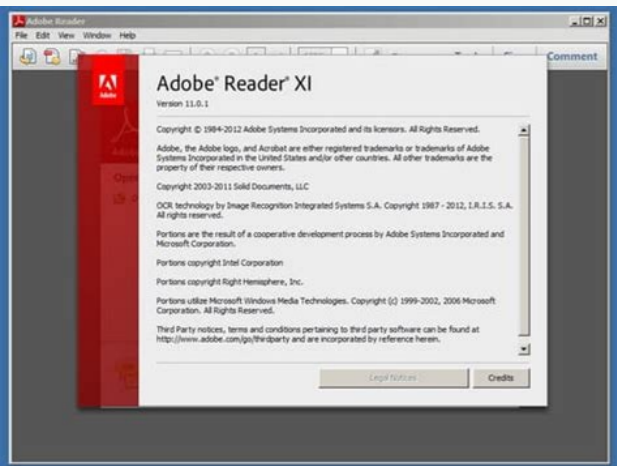 Adobe Reader
File Edit View Window Help
Comment
Adobe
Adobe® Reader® XI
Version 11.0.1
Copyright © 1984-2012 Adobe Systems Incorporated and its licensors. All Rights Reserved.
Adobe, the Adobe logo, and Acrobat are either registered trademarks or trademarks of Adobe
Systems Incorporated in the United States and/or other countries. All other trademarks are the
property of their respective owners.
Copyright 2003-2011 Solid Documents, LLC
OCR technology by Image Recognition Integrated Systems S.A. Copyright 1987 - 2012, I.R.I.S. S.A.
All rights reserved.
Portions are the result of a cooperative development process by Adobe Systems Incorporated and
Microsoft Corporation.
Portions copyright Intel Corporation
Portions copyright Right Hemisphere, Inc.
Portions utilize Microsoft Windows Media Technologies. Copyright (c) 1999-2002, 2006 Microsoft
Corporation. All Rights Reserved.
Third Party notices, terms and conditions pertaining to third party software can be found at
http://www.adobe.com/go/thirdparty and are incorporated by reference herein.
Legal Notices
Credits